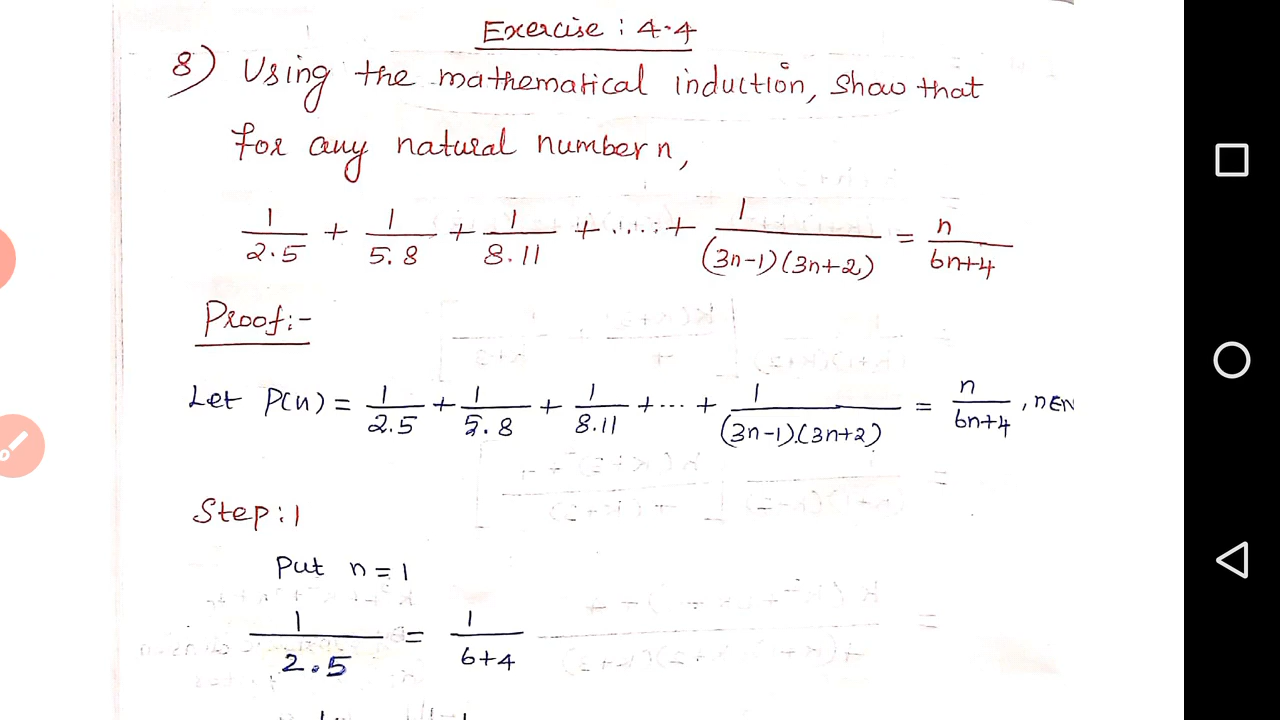 Exercise : 4.4
8) Using the mathematical induction, show that
for any natural number n,
1/2.5 + 1/5.8 + 1/8.11 + .... + 1/(3n-1)(3n+2) = n/6n+4
Proof:-
Let P(n) = 1/2.5 + 1/5.8 + 1/8.11 + ... + 1/(3n-1).(3n+2) = n/6n+4, n∈N
Step:1
Put n = 1
1/2.5 = 1/6+4